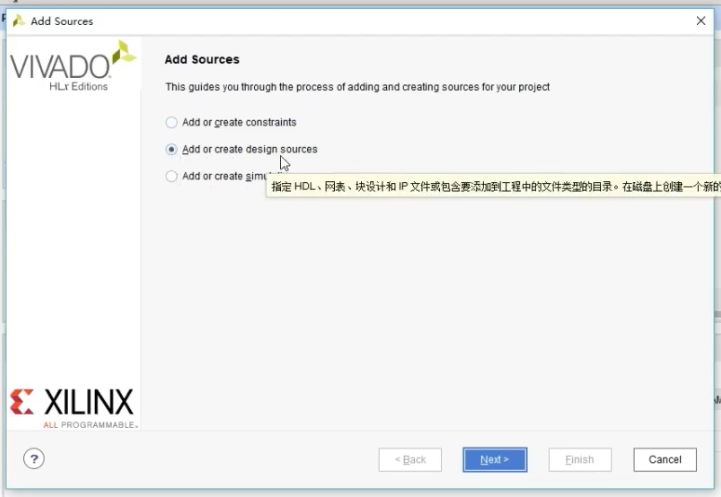 Add Sources
VIVADO
HLx Editions
Add Sources
This guides you through the process of adding and creating sources for your project
Add or create constraints
Add or create design sources
Add or create simu
指定 HDL、网表、块设计和 IP 文件或包含要添加到工程中的文件类型的目录。在磁盘上创建一个新的
XILINX
ALL PROGRAMMABLE.
?
< Back
Next >
Finish
Cancel